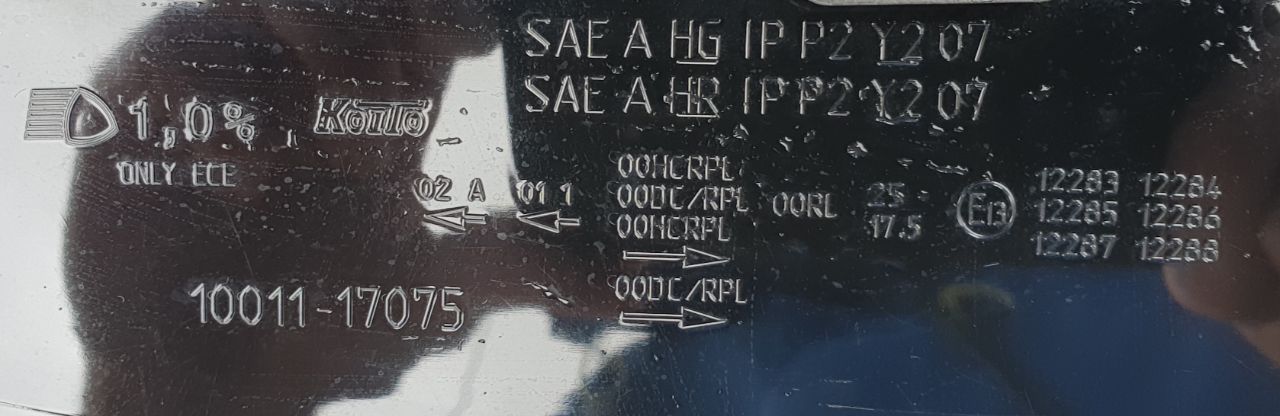 SAE A HG IP P2 Y2 07
SAE A HR IP P2 Y2 07
1,0%
Koito
ONLY ECE
02 A 01 1
00HCRPL
00DC/RPL
00HCRPL
00DC/RPL
00RL
25
17.5
E13
12283 12284
12285 12286
12287 12288
10011-17075